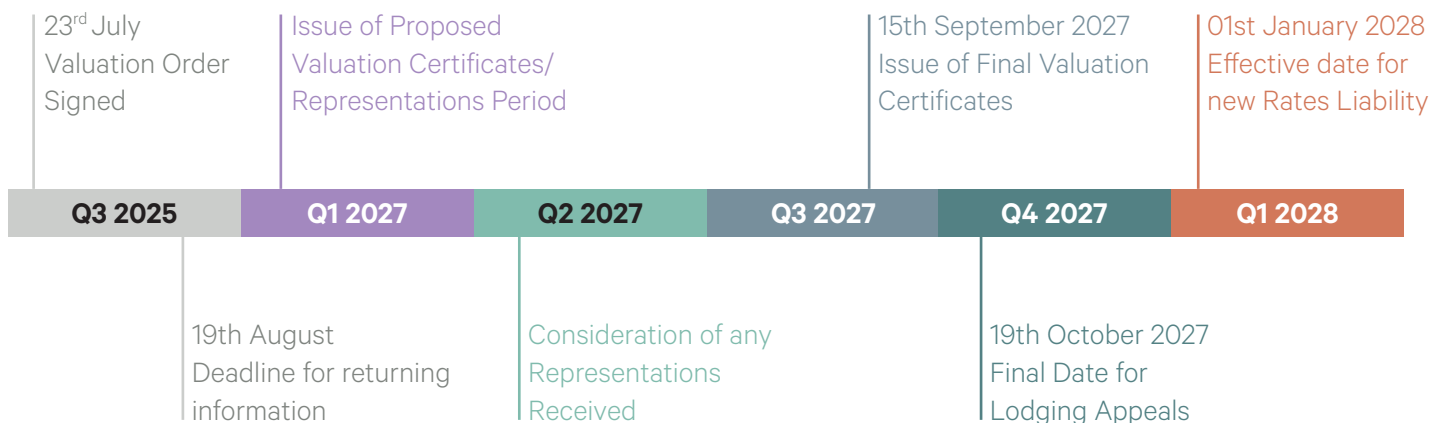 23rd July
Valuation Order
Signed
Issue of Proposed
Valuation Certificates/
Representations Period
15th September 2027
Issue of Final Valuation
Certificates
01st January 2028
Effective date for
new Rates Liability
Q3 2025
Q1 2027
Q2 2027
Q3 2027
Q4 2027
Q1 2028
19th August
Deadline for returning
information
Consideration of any
Representations
Received
19th October 2027
Final Date for
Lodging Appeals